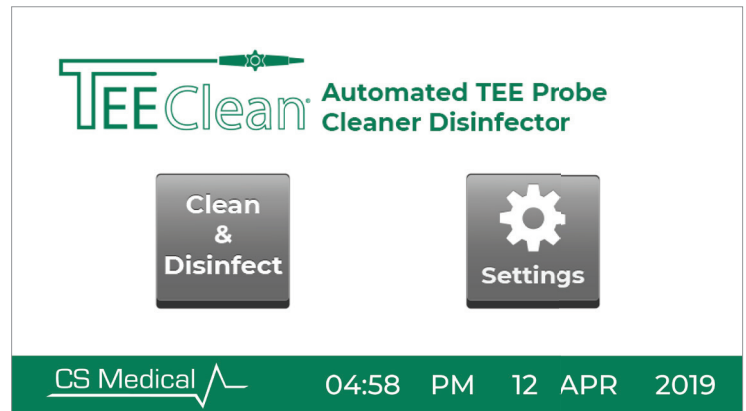 TEEClean®
Automated TEE Probe
Cleaner Disinfector
Clean
&
Disinfect
Settings
CS Medical
04:58 PM 12 APR 2019